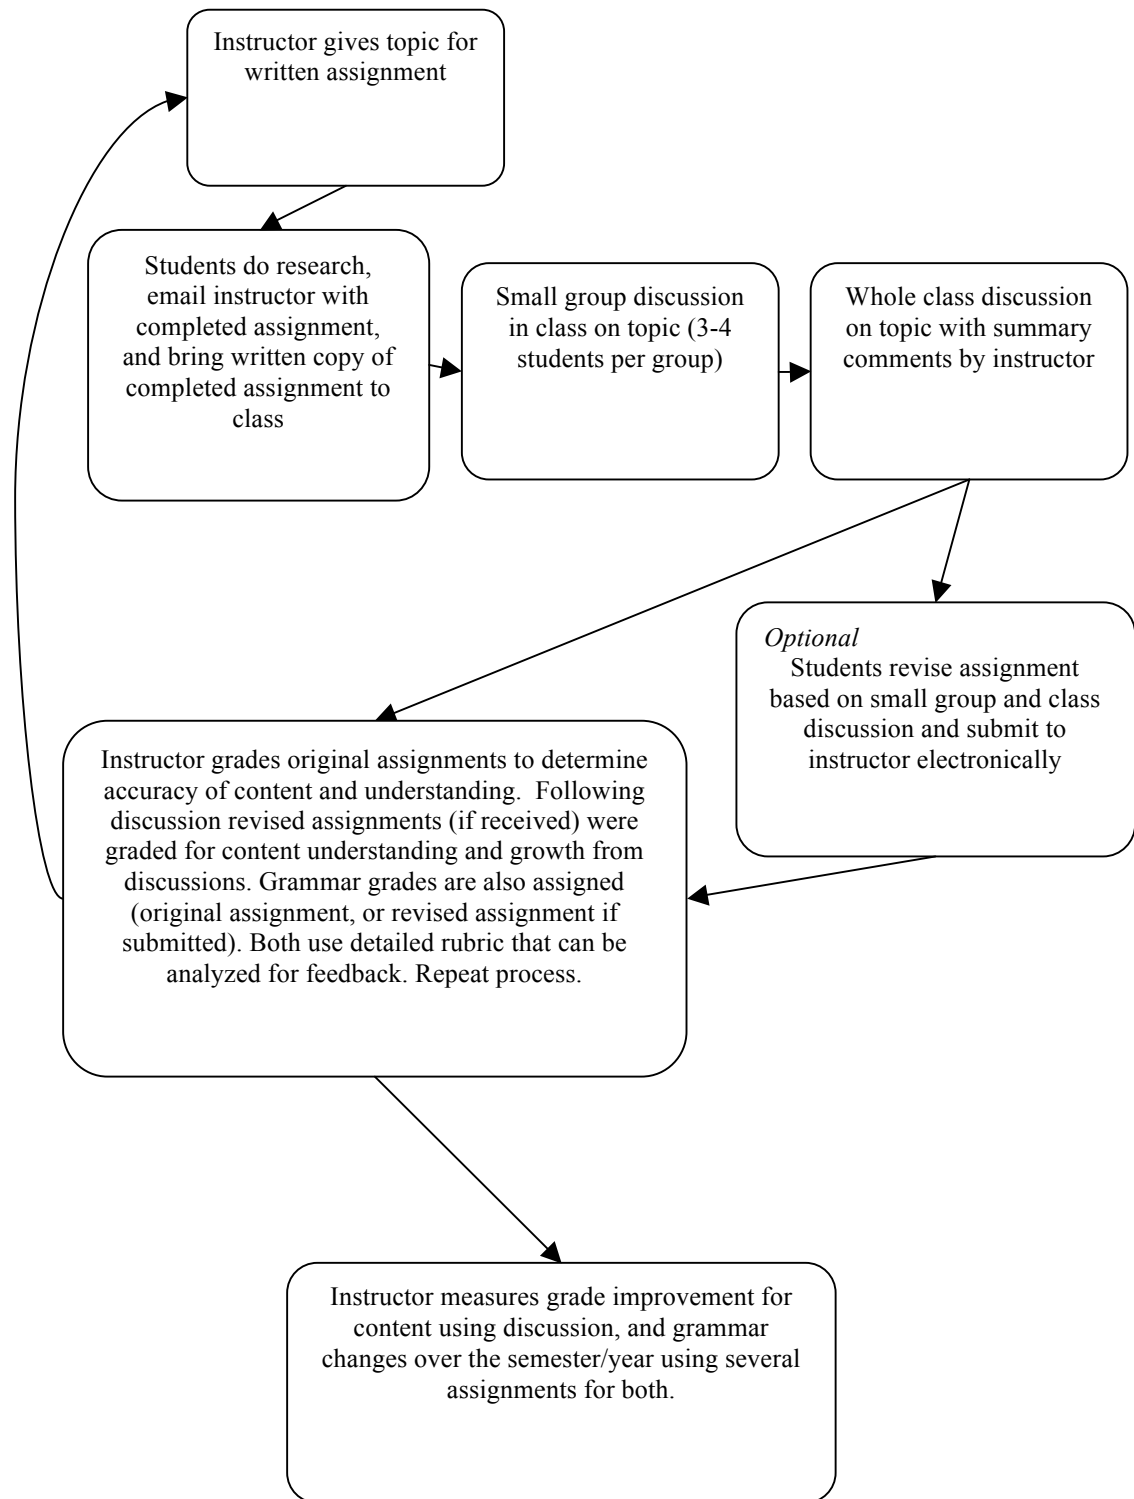 Instructor gives topic for
written assignment
Students do research,
email instructor with
completed assignment,
and bring written copy of
completed assignment to
class
Small group discussion
in class on topic (3-4
students per group)
Whole class discussion
on topic with summary
comments by instructor
Optional
Students revise assignment
based on small group and class
discussion and submit to
instructor electronically
Instructor grades original assignments to determine
accuracy of content and understanding.  Following
discussion revised assignments (if received) were
graded for content understanding and growth from
discussions. Grammar grades are also assigned
(original assignment, or revised assignment if
submitted). Both use detailed rubric that can be
analyzed for feedback. Repeat process.
Instructor measures grade improvement for
content using discussion, and grammar
changes over the semester/year using several
assignments for both.